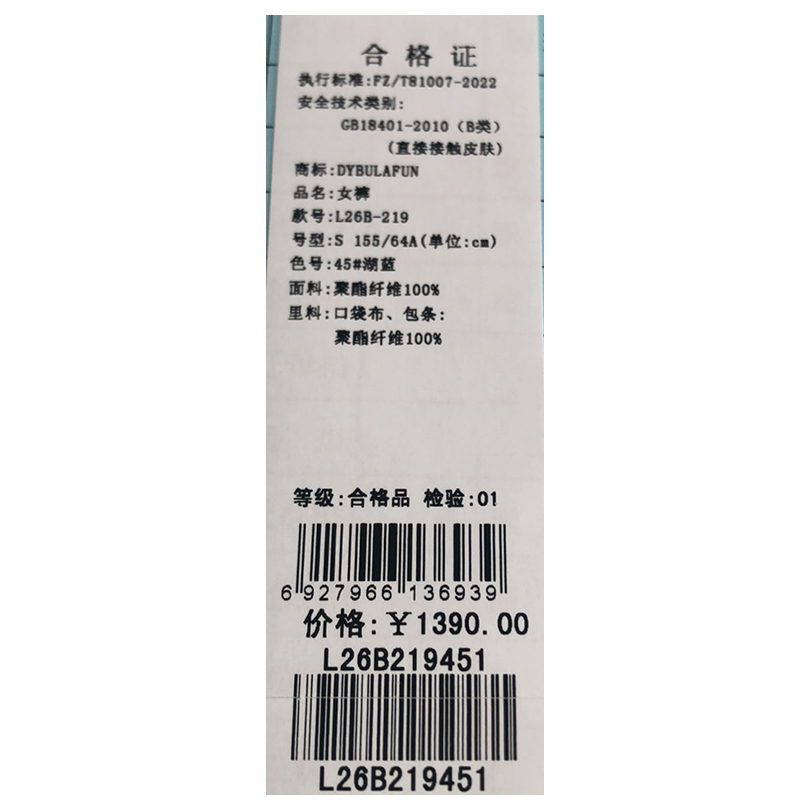 合格证
执行标准:FZ/T81007-2022
安全技术类别:
GB18401-2010（B类）
（直接接触皮肤）
商标:DYBULAFUN
品名:女裤
款号:L26B-219
号型:S 155/64A(单位:cm)
色号:45#湖蓝
面料:聚酯纤维100%
里料:口袋布、包条:
聚酯纤维100%
等级:合格品 检验:01
6 927966 136939
价格:￥1390.00
L26B219451
L26B219451